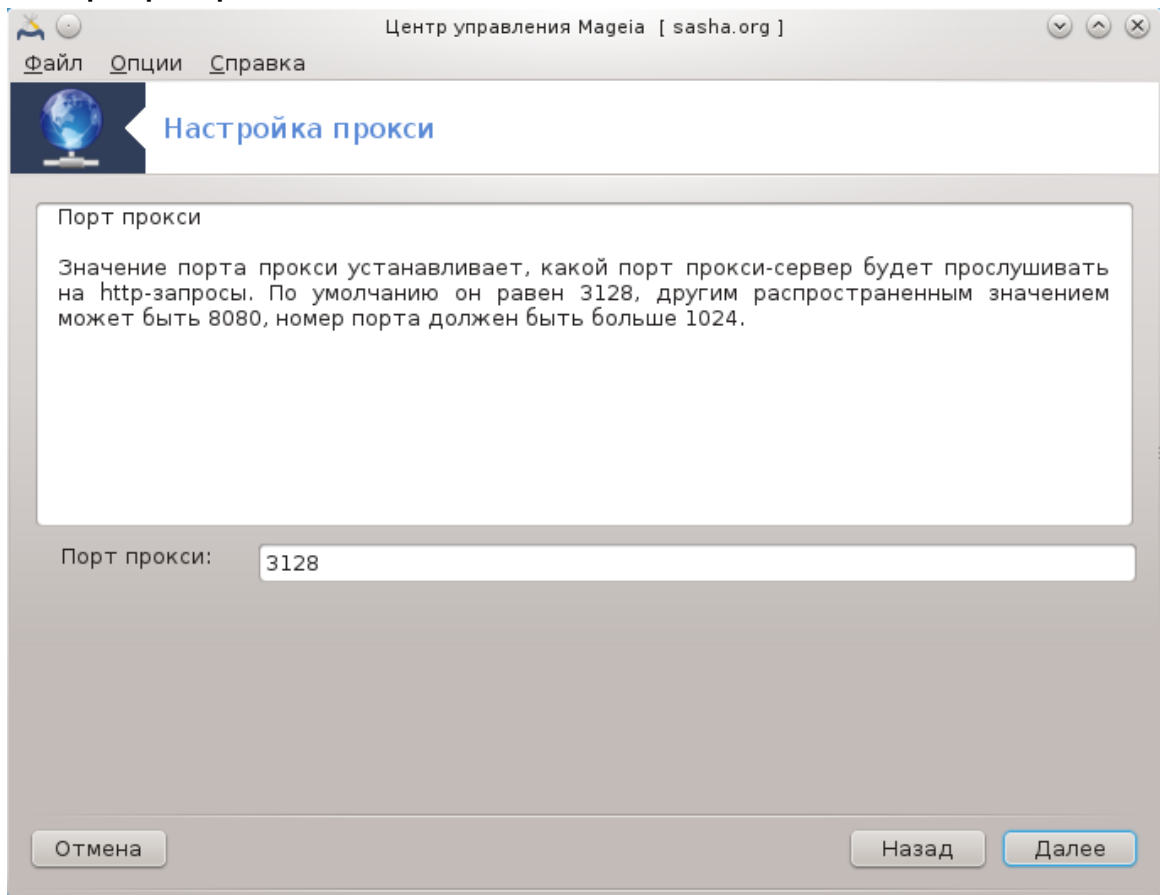 Центр управления Mageia [ sasha.org ]
Файл Опции Справка
Настройка прокси
Порт прокси
Значение порта прокси устанавливает, какой порт прокси-сервер будет прослушивать
на http-запросы. По умолчанию он равен 3128, другим распространенным значением
может быть 8080, номер порта должен быть больше 1024.
Порт прокси: 3128
Отмена Назад Далее